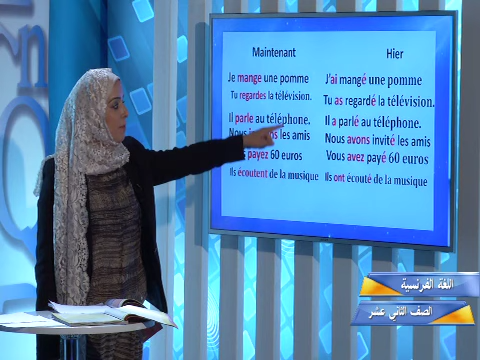 Maintenant
Je mange une pomme
Tu regardes la télévision.
Il parle au téléphone.
Nous les amis
payez 60 euros
Ils écoutent de la musique
Hier
J'ai mangé une pomme
Tu as regardé la télévision.
Il a parlé au téléphone.
Nous avons invité les amis
Vous avez payé 60 euros
Ils ont écouté de la musique
اللغة الفرنسية
الصف الثاني عشر